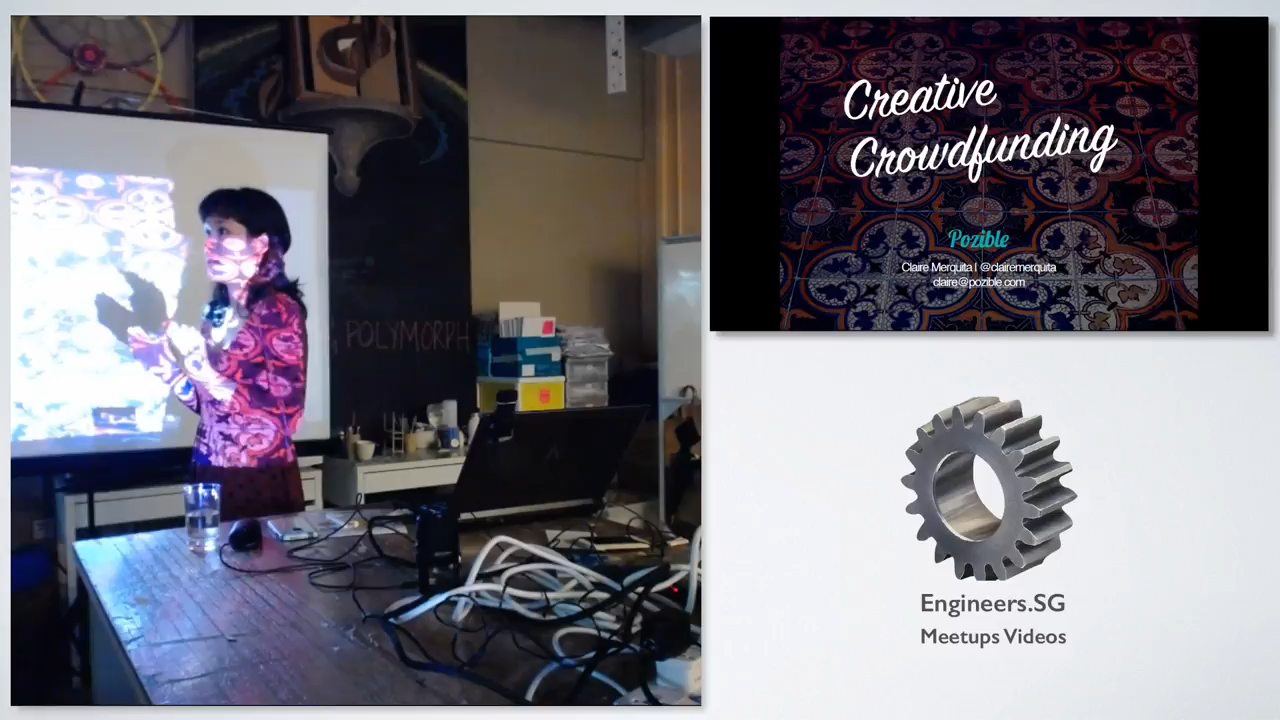 POLYMORPH
Creative
Crowdfunding
Pozible
Claire Merquita | @clairemerquita
claire@pozible.com
Engineers.SG
Meetups Videos